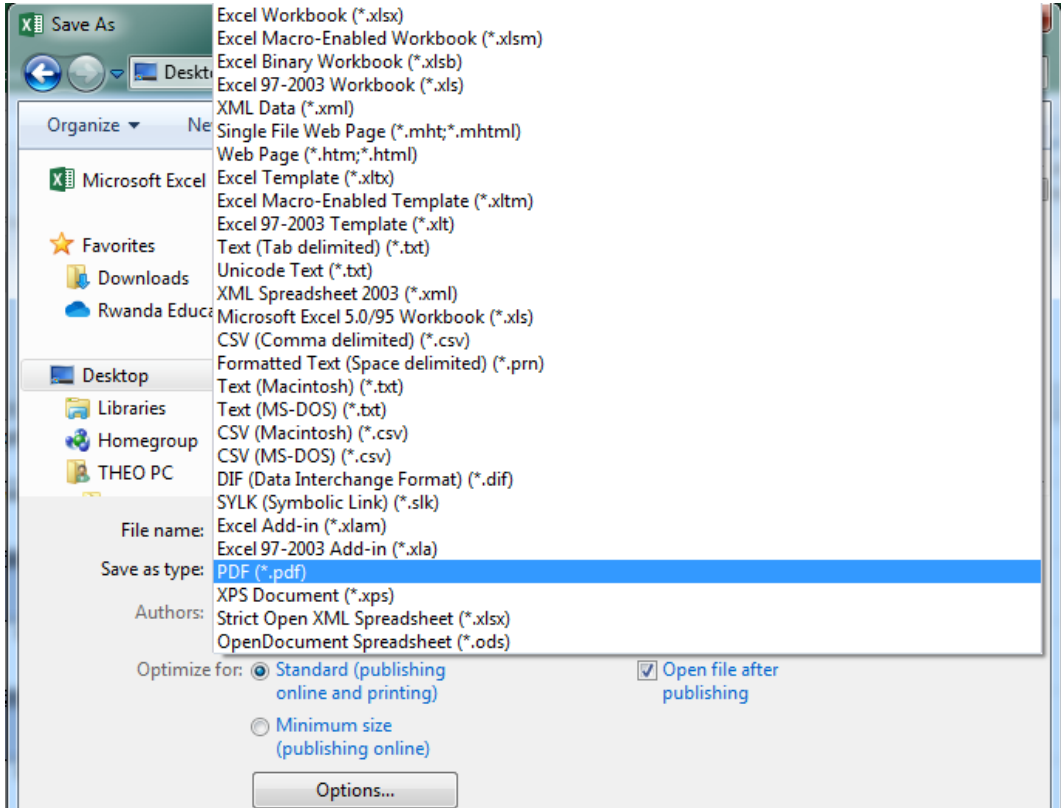 Save As
Deskt
Organize
Ne
Microsoft Excel
Favorites
Downloads
Rwanda Educa
Desktop
Libraries
Homegroup
THEO PC
Excel Workbook (*.xlsx)
Excel Macro-Enabled Workbook (*.xlsm)
Excel Binary Workbook (*.xlsb)
Excel 97-2003 Workbook (*.xls)
XML Data (*.xml)
Single File Web Page (*.mht;*.mhtml)
Web Page (*.htm;*.html)
Excel Template (*.xltx)
Excel Macro-Enabled Template (*.xltm)
Excel 97-2003 Template (*.xlt)
Text (Tab delimited) (*.txt)
Unicode Text (*.txt)
XML Spreadsheet 2003 (*.xml)
Microsoft Excel 5.0/95 Workbook (*.xls)
CSV (Comma delimited) (*.csv)
Formatted Text (Space delimited) (*.prn)
Text (Macintosh) (*.txt)
Text (MS-DOS) (*.txt)
CSV (Macintosh) (*.csv)
CSV (MS-DOS) (*.csv)
DIF (Data Interchange Format) (*.dif)
SYLK (Symbolic Link) (*.slk)
Excel Add-in (*.xlam)
Excel 97-2003 Add-in (*.xla)
PDF (*.pdf)
XPS Document (*.xps)
Strict Open XML Spreadsheet (*.xlsx)
OpenDocument Spreadsheet (*.ods)
File name:
Save as type:
Authors:
Optimize for:
Standard (publishing
online and printing)
Minimum size
(publishing online)
Open file after
publishing
Options...